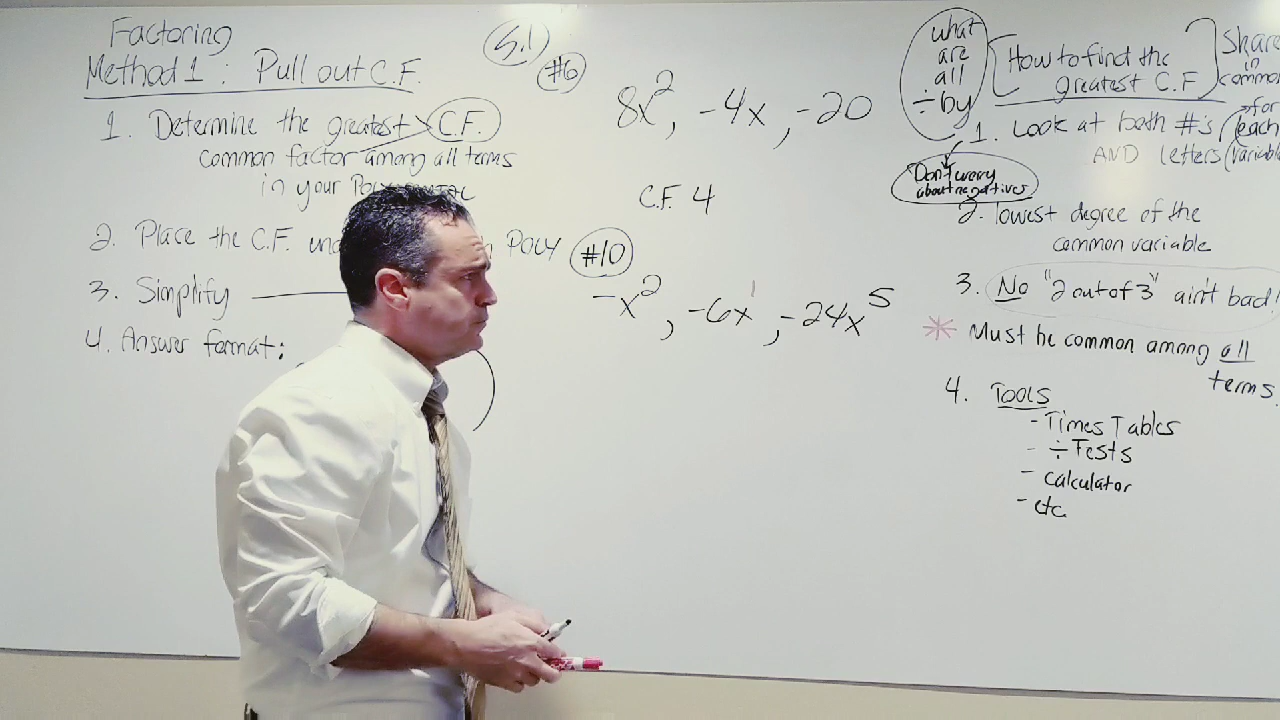 Factoring
Method 1: Pull out C.F.
1. Determine the greatest C.F.
common factor among all terms
in your
2. Place the C.F. POLY
3. Simplify
4. Answer format:
5.1
#6
8x², -4x, -20
C.F. 4
#10
-x², -6x¹, -24x⁵
what
are
all
÷ by
How to find the
greatest C.F.
Share
in
common
1. Look at both #'s
AND letters (variable
for
each
Don't worry
about negatives
2. lowest degree of the
common variable
3. No "2 out of 3" ain't bad!
* Must be common among all
terms.
4. TOOLS
- Times Tables
- ÷ Tests
- calculator
- etc